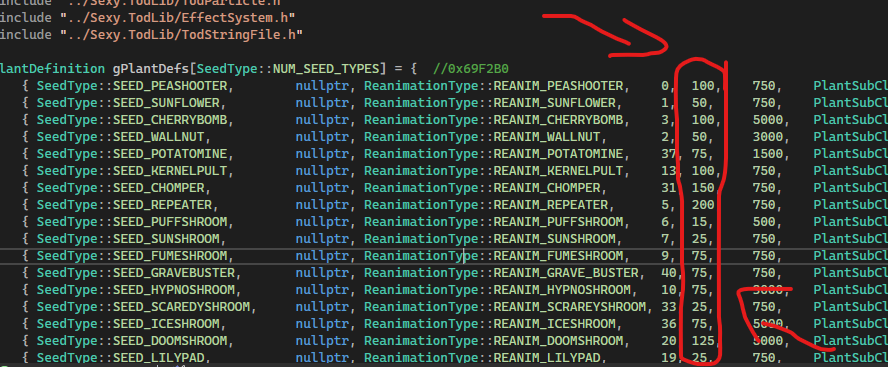 include "../Sexy.TodLib/TodParticle.h"
include "../Sexy.TodLib/EffectSystem.h"
include "../Sexy.TodLib/TodStringFile.h"
lantDefinition gPlantDefs[SeedType::NUM_SEED_TYPES] = {  //0x69F2B0
{ SeedType::SEED_PEASHOOTER, nullptr, ReanimationType::REANIM_PEASHOOTER, 0, 100, 750, PlantSubCl
{ SeedType::SEED_SUNFLOWER, nullptr, ReanimationType::REANIM_SUNFLOWER, 1, 50, 750, PlantSubCl
{ SeedType::SEED_CHERRYBOMB, nullptr, ReanimationType::REANIM_CHERRYBOMB, 3, 100, 5000, PlantSubCl
{ SeedType::SEED_WALLNUT, nullptr, ReanimationType::REANIM_WALLNUT, 2, 50, 3000, PlantSubCl
{ SeedType::SEED_POTATOMINE, nullptr, ReanimationType::REANIM_POTATOMINE, 37, 75, 1500, PlantSubCl
{ SeedType::SEED_KERNELPULT, nullptr, ReanimationType::REANIM_KERNELPULT, 13, 100, 750, PlantSubCl
{ SeedType::SEED_CHOMPER, nullptr, ReanimationType::REANIM_CHOMPER, 31, 150, 750, PlantSubCl
{ SeedType::SEED_REPEATER, nullptr, ReanimationType::REANIM_REPEATER, 5, 200, 750, PlantSubCl
{ SeedType::SEED_PUFFSHROOM, nullptr, ReanimationType::REANIM_PUFFSHROOM, 6, 15, 500, PlantSubCl
{ SeedType::SEED_SUNSHROOM, nullptr, ReanimationType::REANIM_SUNSHROOM, 7, 25, 750, PlantSubCl
{ SeedType::SEED_FUMESHROOM, nullptr, ReanimationType::REANIM_FUMESHROOM, 9, 75, 750, PlantSubCl
{ SeedType::SEED_GRAVEBUSTER, nullptr, ReanimationType::REANIM_GRAVE_BUSTER, 40, 75, 750, PlantSubCl
{ SeedType::SEED_HYPNOSHROOM, nullptr, ReanimationType::REANIM_HYPNOSHROOM, 10, 75, 3000, PlantSubCl
{ SeedType::SEED_SCAREDYSHROOM, nullptr, ReanimationType::REANIM_SCRAREYSHROOM, 33, 25, 750, PlantSubCl
{ SeedType::SEED_ICESHROOM, nullptr, ReanimationType::REANIM_ICESHROOM, 36, 75, 5000, PlantSubCl
{ SeedType::SEED_DOOMSHROOM, nullptr, ReanimationType::REANIM_DOOMSHROOM, 20, 125, 5000, PlantSubCl
{ SeedType::SEED_LILYPAD, nullptr, ReanimationType::REANIM_LILYPAD, 19, 25, 750, PlantSubCl